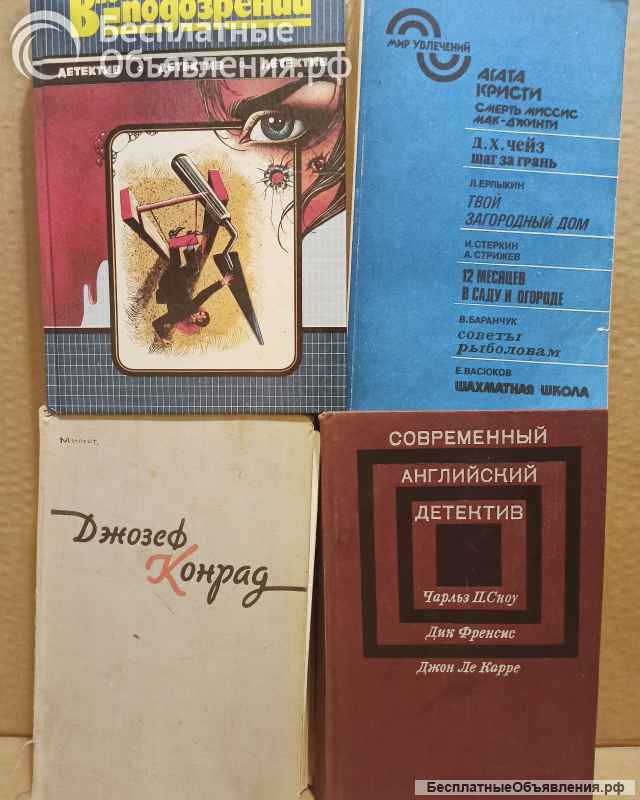 Вне
подозрений
Бесплатные
Объявления.рф
ДЕТЕКТИВ ДЕТЕКТИВ ДЕТЕКТИВ
МИР УВЛЕЧЕНИЙ
АГАТА
КРИСТИ
СМЕРТЬ МИССИС
МАК-ДЖИНТИ
Д.Х. ЧЕЙЗ
ШАГ ЗА ГРАНЬ
Л.ЕРЛЫКИН
ТВОЙ
ЗАГОРОДНЫЙ ДОМ
И.СТЕРКИН
А.СТРИЖЕВ
12 МЕСЯЦЕВ
В САДУ И ОГОРОДЕ
В.БАРАНЧУК
советы
рыболовам
Е.ВАСЮКОВ
ШАХМАТНАЯ ШКОЛА
Джозеф
Конрад
СОВРЕМЕННЫЙ
АНГЛИЙСКИЙ
ДЕТЕКТИВ
Чарльз П.Сноу
Дик Френсис
Джон Ле Карре
БесплатныеОбъявления.рф